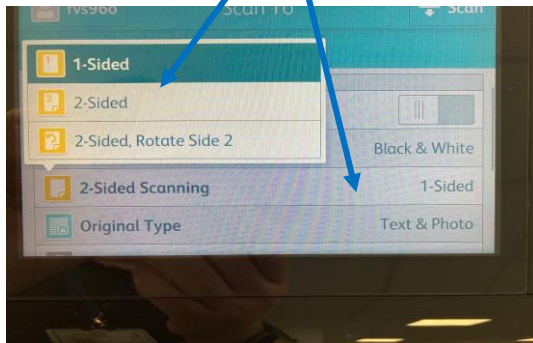 fvs960 Scan To Scan
1-Sided
2-Sided
2-Sided, Rotate Side 2
Black & White
2-Sided Scanning 1-Sided
Original Type Text & Photo